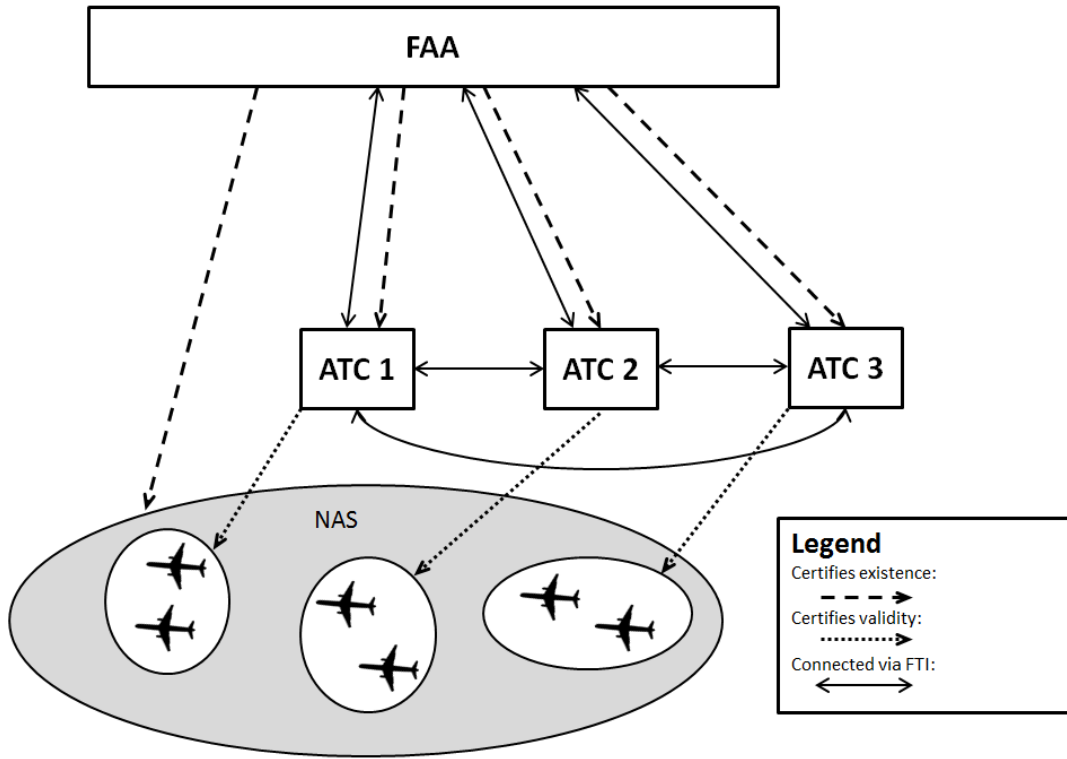 FAA
ATC 1
ATC 2
ATC 3
NAS
Legend
Certifies existence:
Certifies validity:
Connected via FTI: